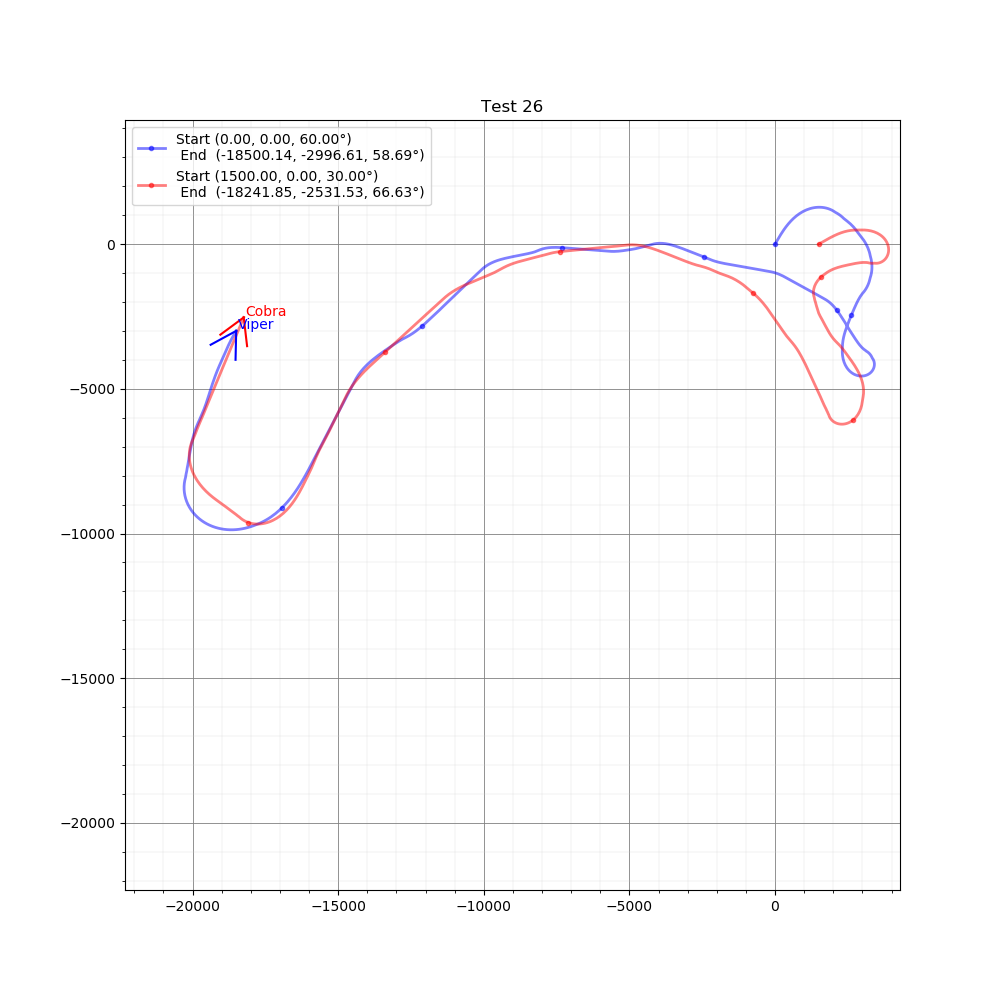 Test 26
Start (0.00, 0.00, 60.00°)
End  (-18500.14, -2996.61, 58.69°)
Start (1500.00, 0.00, 30.00°)
End  (-18241.85, -2531.53, 66.63°)
0
−5000
−10000
−15000
−20000
Cobra
Viper
−20000 −15000 −10000 −5000 0